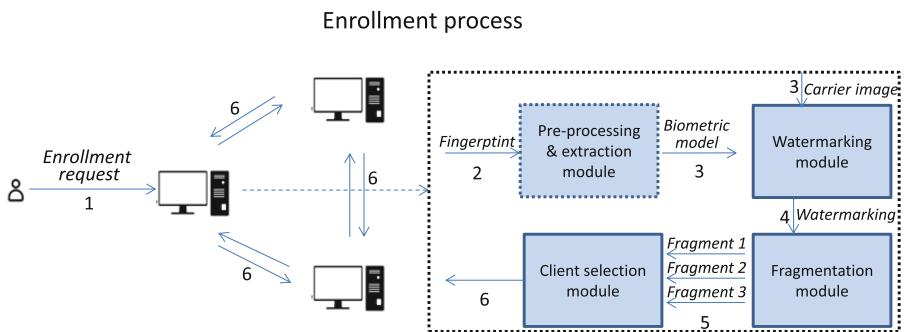 Enrollment process
Enrollment
request
1
6
6
6
Fingerptint
2
Pre-processing
& extraction
module
Biometric
model
3
3
Carrier image
Watermarking
module
4
Watermarking
Fragmentation
module
Fragment 1
Fragment 2
Fragment 3
5
Client selection
module
6